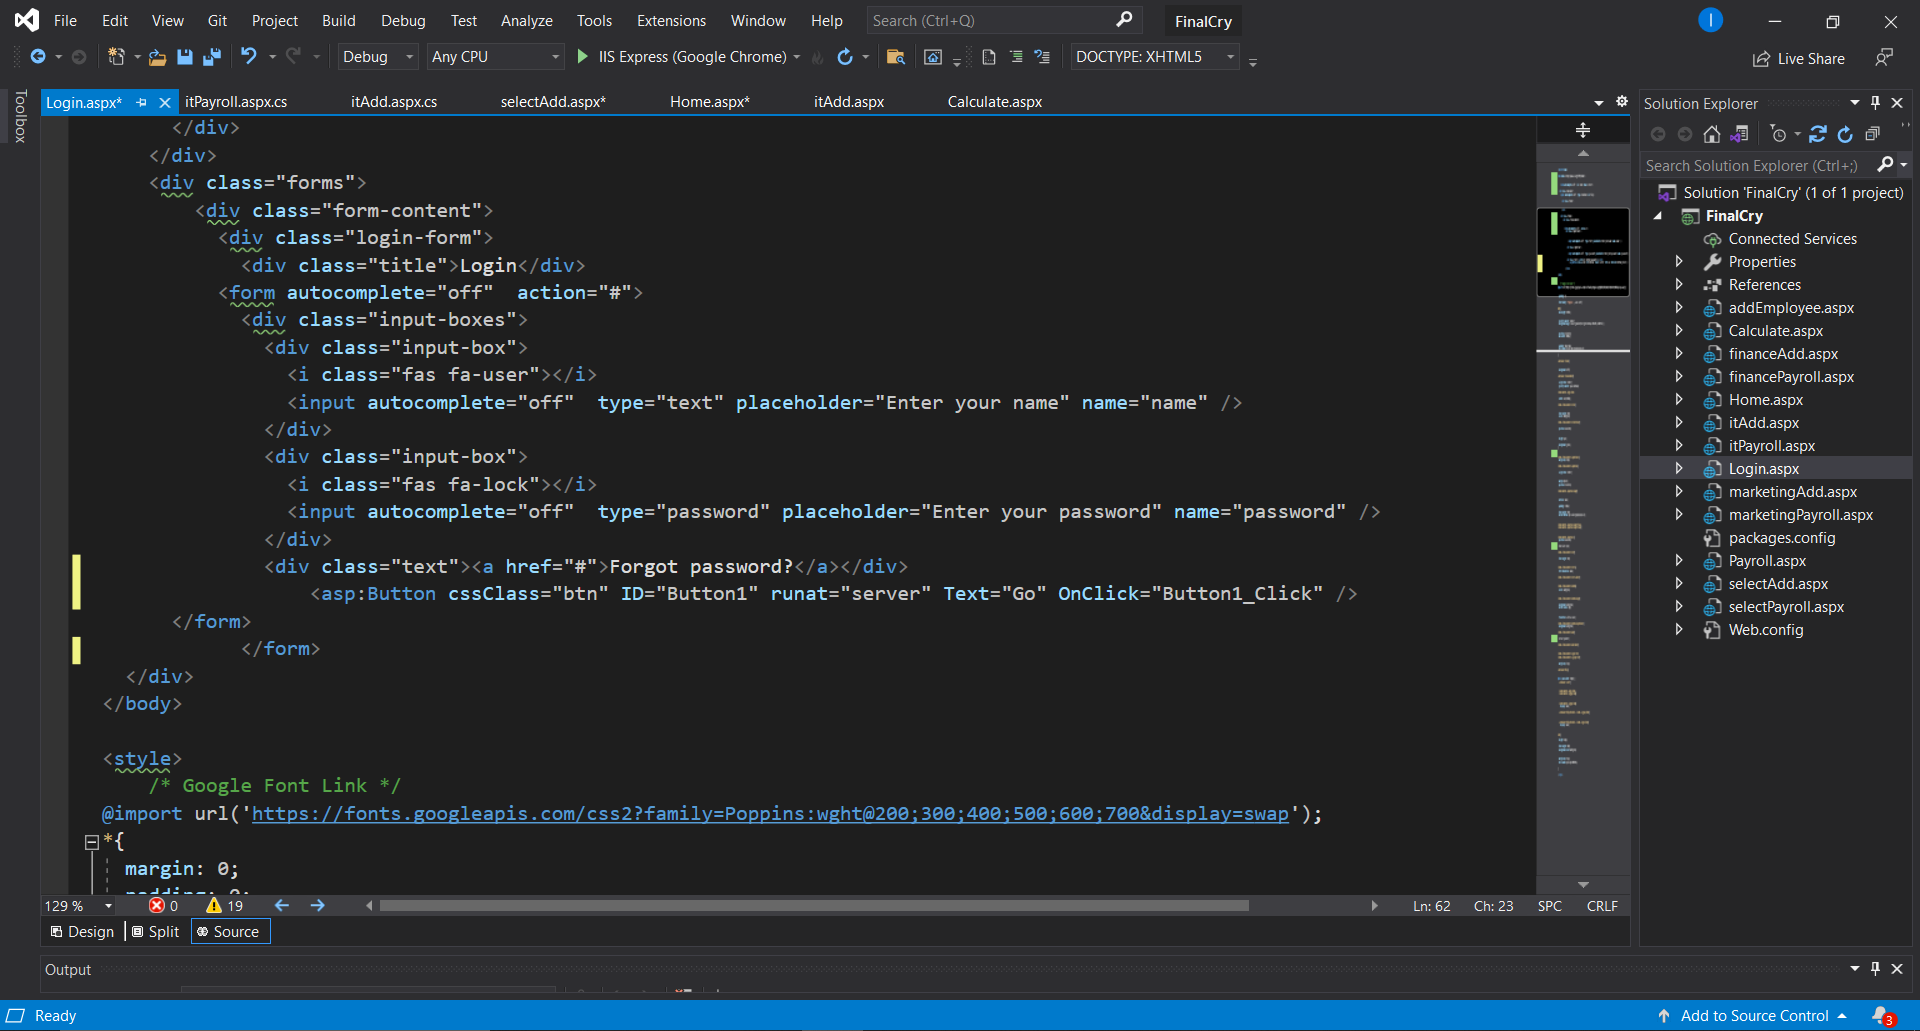 File Edit View Git Project Build Debug Test Analyze Tools Extensions Window Help Search (Ctrl+Q) FinalCry I
Debug Any CPU IIS Express (Google Chrome) DOCTYPE: XHTML5 Live Share
Toolbox
Login.aspx* itPayroll.aspx.cs itAdd.aspx.cs selectAdd.aspx* Home.aspx* itAdd.aspx Calculate.aspx
</div>
</div>
<div class="forms">
<div class="form-content">
<div class="login-form">
<div class="title">Login</div>
<form autocomplete="off"  action="#">
<div class="input-boxes">
<div class="input-box">
<i class="fas fa-user"></i>
<input autocomplete="off"  type="text" placeholder="Enter your name" name="name" />
</div>
<div class="input-box">
<i class="fas fa-lock"></i>
<input autocomplete="off"  type="password" placeholder="Enter your password" name="password" />
</div>
<div class="text"><a href="#">Forgot password?</a></div>
<asp:Button cssClass="btn" ID="Button1" runat="server" Text="Go" OnClick="Button1_Click" />
</form>
</form>
</div>
</body>
<style>
/* Google Font Link */
@import url('https://fonts.googleapis.com/css2?family=Poppins:wght@200;300;400;500;600;700&display=swap');
*{
margin: 0;
padding: 0;
129 % 0 19 Ln: 62 Ch: 23 SPC CRLF
Design Split Source
Output
Solution Explorer
Search Solution Explorer (Ctrl+;)
Solution 'FinalCry' (1 of 1 project)
FinalCry
Connected Services
Properties
References
addEmployee.aspx
Calculate.aspx
financeAdd.aspx
financePayroll.aspx
Home.aspx
itAdd.aspx
itPayroll.aspx
Login.aspx
marketingAdd.aspx
marketingPayroll.aspx
packages.config
Payroll.aspx
selectAdd.aspx
selectPayroll.aspx
Web.config
Ready Add to Source Control 3